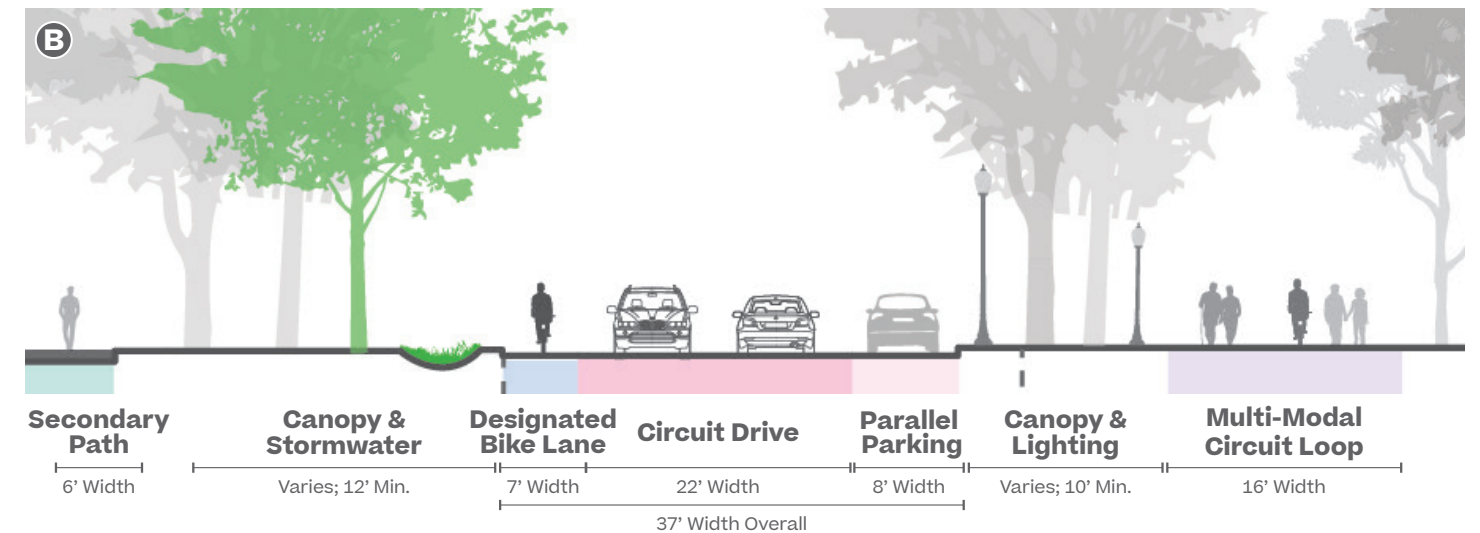 B
Secondary
Path
Canopy &
Stormwater
Designated
Bike Lane
Circuit Drive
Parallel
Parking
Canopy &
Lighting
Multi-Modal
Circuit Loop
6’ Width
Varies; 12’ Min.
7’ Width
22’ Width
8’ Width
Varies; 10’ Min.
16’ Width
37’ Width Overall